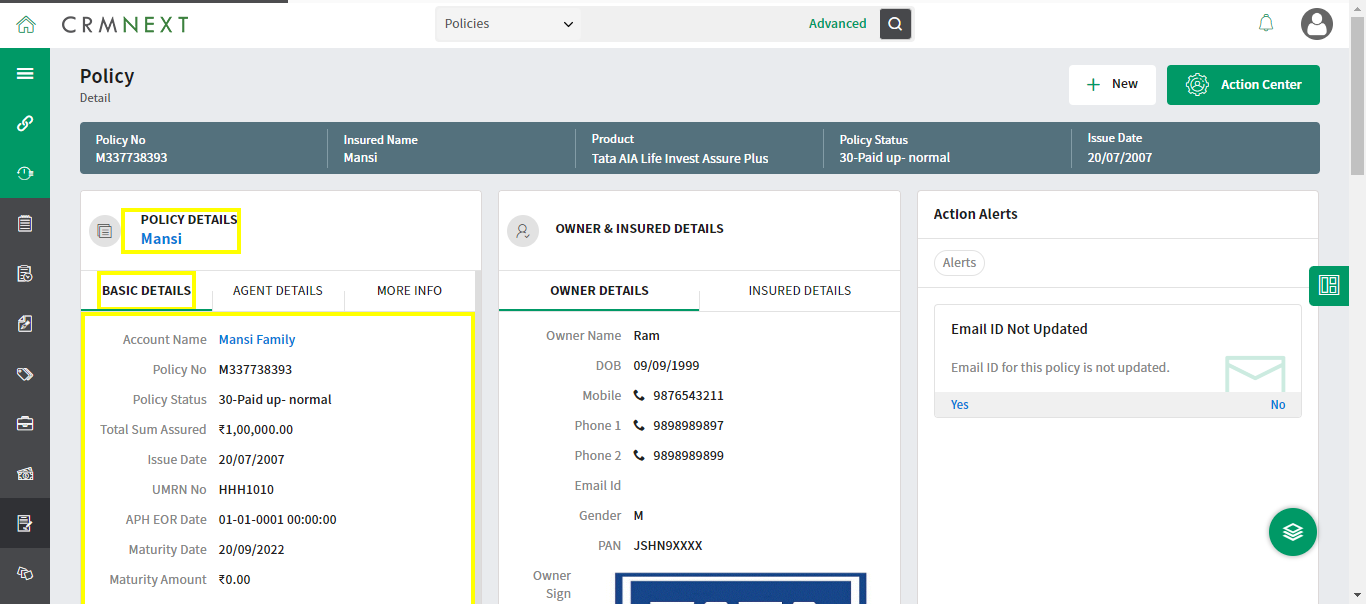 CRMNEXT
Policies
Advanced
Policy
Detail
New
Action Center
Policy No
M337738393
Insured Name
Mansi
Product
Tata AIA Life Invest Assure Plus
Policy Status
30-Paid up- normal
Issue Date
20/07/2007
POLICY DETAILS
Mansi
BASIC DETAILS AGENT DETAILS MORE INFO
Account Name Mansi Family
Policy No M337738393
Policy Status 30-Paid up- normal
Total Sum Assured ₹1,00,000.00
Issue Date 20/07/2007
UMRN No HHH1010
APH EOR Date 01-01-0001 00:00:00
Maturity Date 20/09/2022
Maturity Amount ₹0.00
OWNER & INSURED DETAILS
OWNER DETAILS INSURED DETAILS
Owner Name Ram
DOB 09/09/1999
Mobile 9876543211
Phone 1 9898989897
Phone 2 9898989899
Email Id
Gender M
PAN JSHN9XXXX
Owner
Sign
Action Alerts
Alerts
Email ID Not Updated
Email ID for this policy is not updated.
Yes No